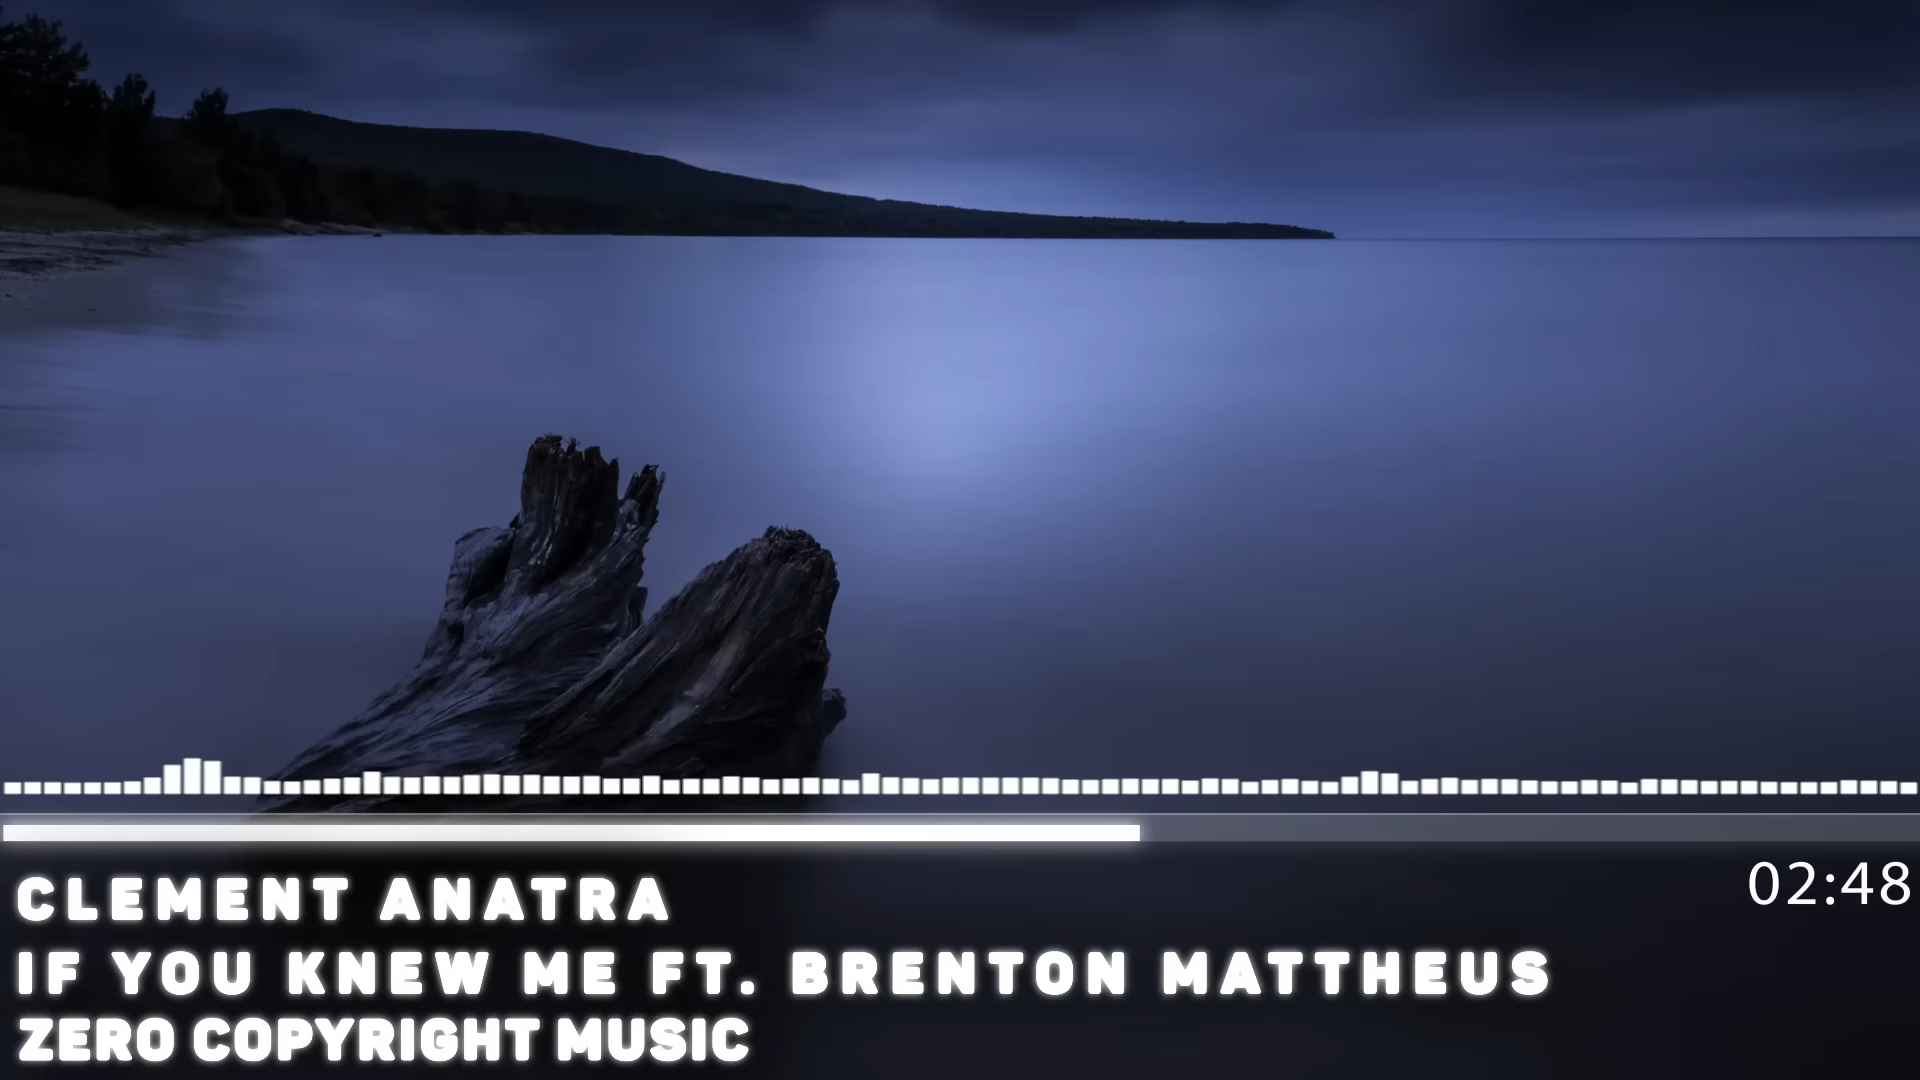 02:48
CLEMENT ANATRA
IF YOU KNEW ME FT. BRENTON MATTHEUS
ZERO COPYRIGHT MUSIC